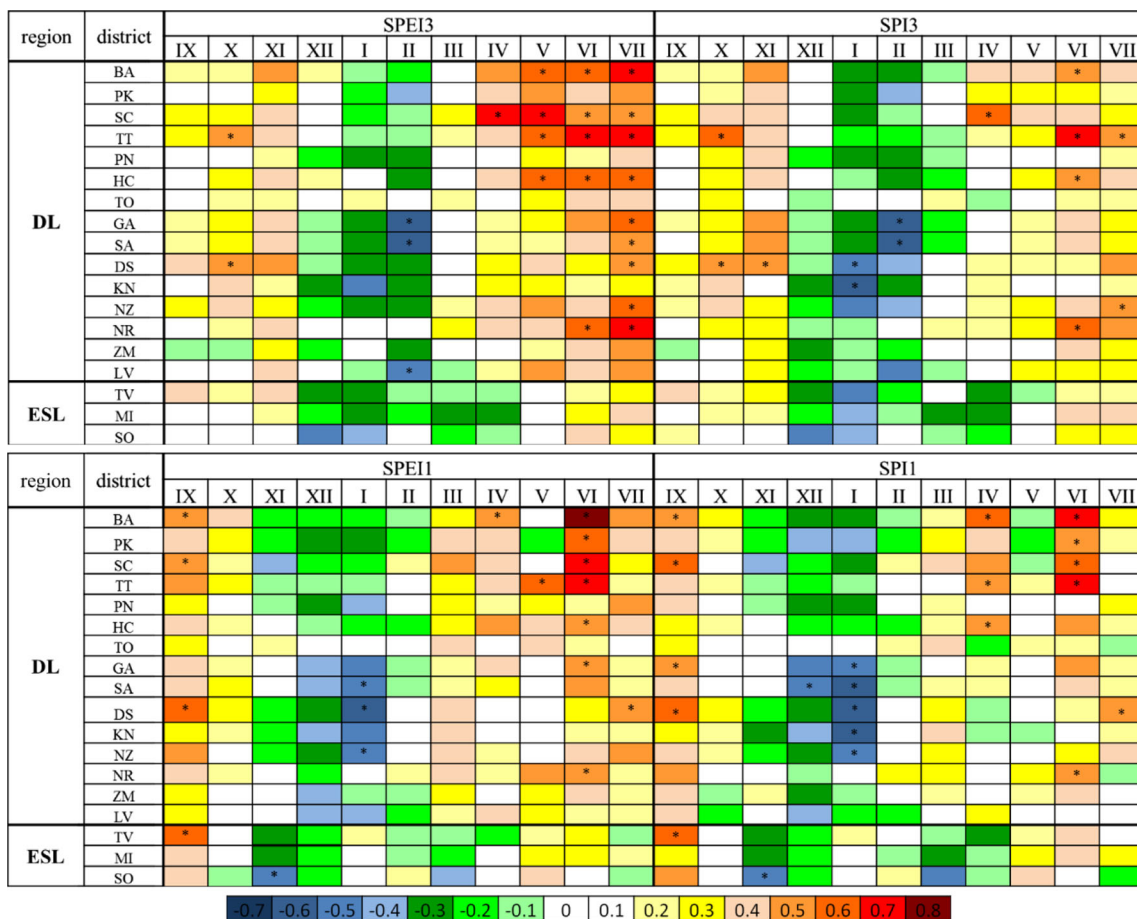 region district SPEI3 SPI3
IX X XI XII I II III IV V VI VII IX X XI XII I II III IV V VI VII
DL
BA * * * *
PK
SC * * * * *
TT * * * * * * *
PN
HC * * * *
TO
GA * * *
SA * * *
DS * * * * *
KN *
NZ * *
NR * * *
ZM
LV *
ESL
TV
MI
SO
region district SPEI1 SPI1
IX X XI XII I II III IV V VI VII IX X XI XII I II III IV V VI VII
DL
BA * * * * * *
PK * *
SC * * * *
TT * * * *
PN
HC * *
TO
GA * * *
SA * * *
DS * * * * * *
KN *
NZ * *
NR * *
ZM
LV
ESL
TV * *
MI
SO * *
-0.7 -0.6 -0.5 -0.4 -0.3 -0.2 -0.1 0 0.1 0.2 0.3 0.4 0.5 0.6 0.7 0.8